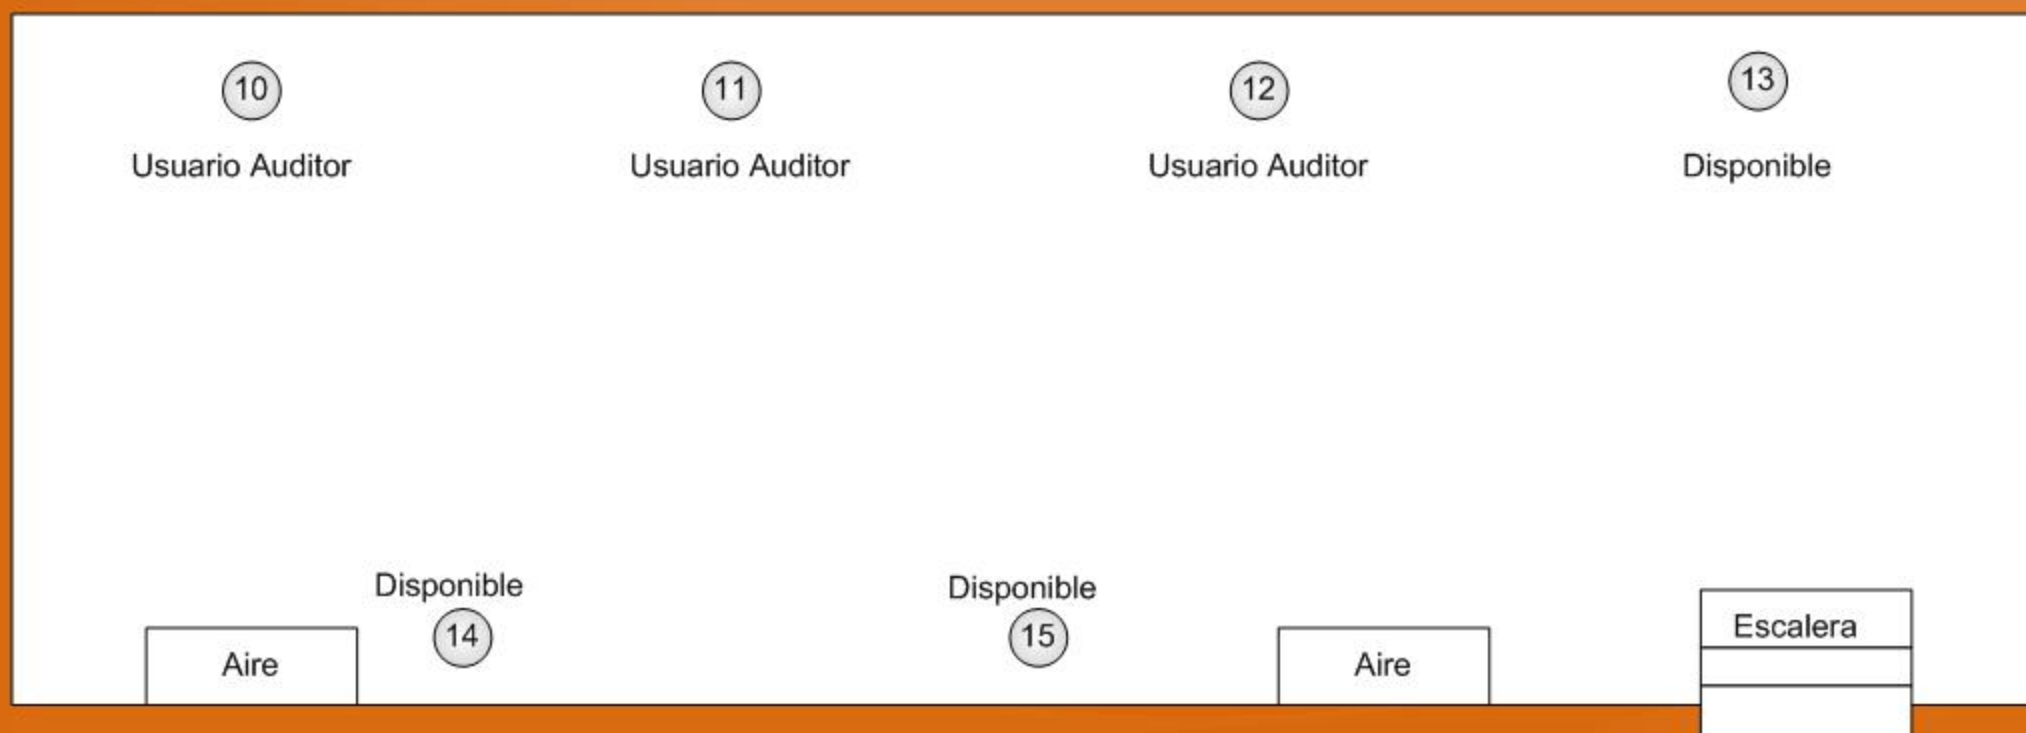 10
11
12
13
Usuario Auditor
Usuario Auditor
Usuario Auditor
Disponible
Disponible
Disponible
14
15
Aire
Aire
Escalera